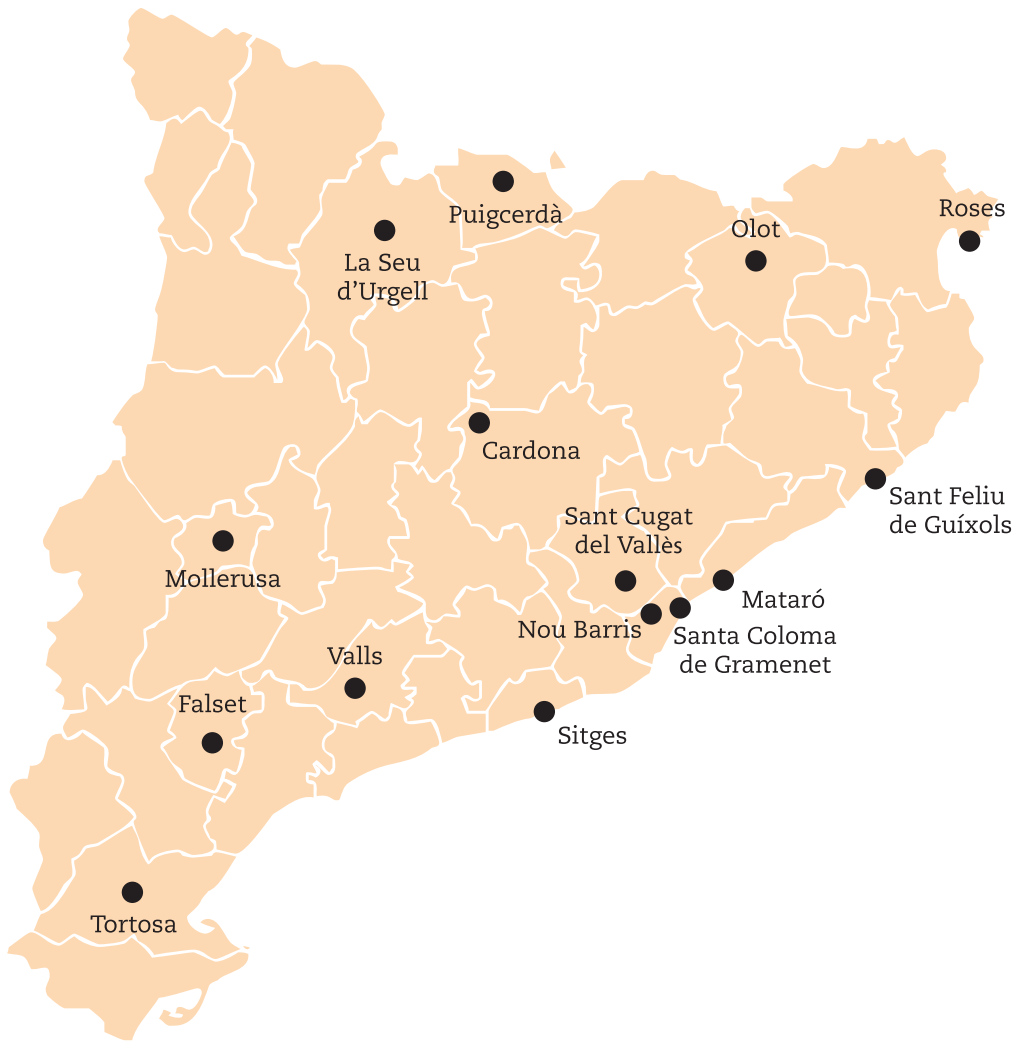 Puigcerdà
Roses
Olot
La Seu
d’Urgell
Cardona
Sant Feliu
de Guíxols
Sant Cugat
del Vallès
Mollerusa
Mataró
Nou Barris
Santa Coloma
de Gramenet
Valls
Falset
Sitges
Tortosa